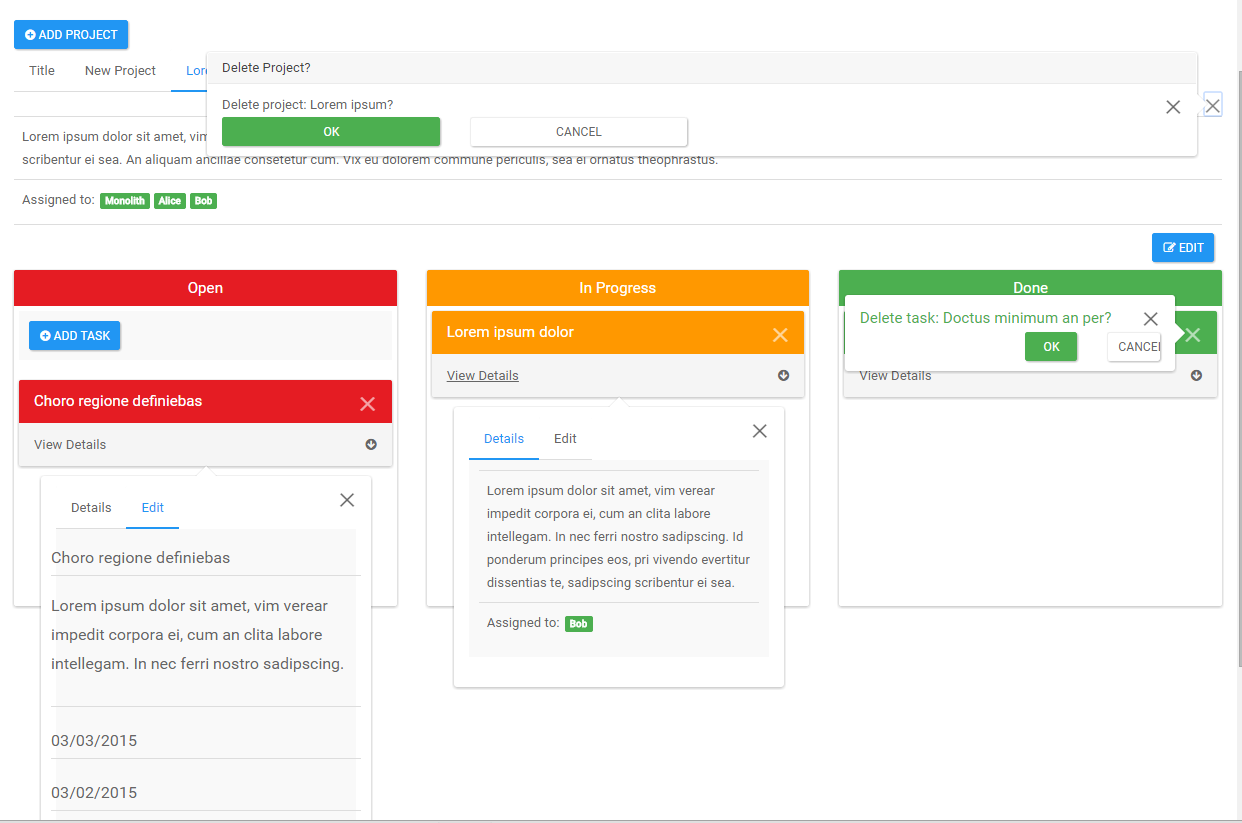 ADD PROJECT
Title New Project Lor
Delete Project?
Delete project: Lorem ipsum?
OK CANCEL
Lorem ipsum dolor sit amet, vim
scribentur ei sea. An aliquam ancillae consetetur cum. Vix eu dolorem commune periculis, sea ei ornatus theophrastus.
Assigned to: Monolith Alice Bob
EDIT
Open
ADD TASK
Choro regione definiebas
View Details
Details Edit
Choro regione definiebas
Lorem ipsum dolor sit amet, vim verear
impedit corpora ei, cum an clita labore
intellegam. In nec ferri nostro sadipscing.
03/03/2015
03/02/2015
In Progress
Lorem ipsum dolor
View Details
Details Edit
Lorem ipsum dolor sit amet, vim verear
impedit corpora ei, cum an clita labore
intellegam. In nec ferri nostro sadipscing. Id
ponderum principes eos, pri vivendo evertitur
dissentias te, sadipscing scribentur ei sea.
Assigned to: Bob
Done
Delete task: Doctus minimum an per?
OK CANCEL
View Details